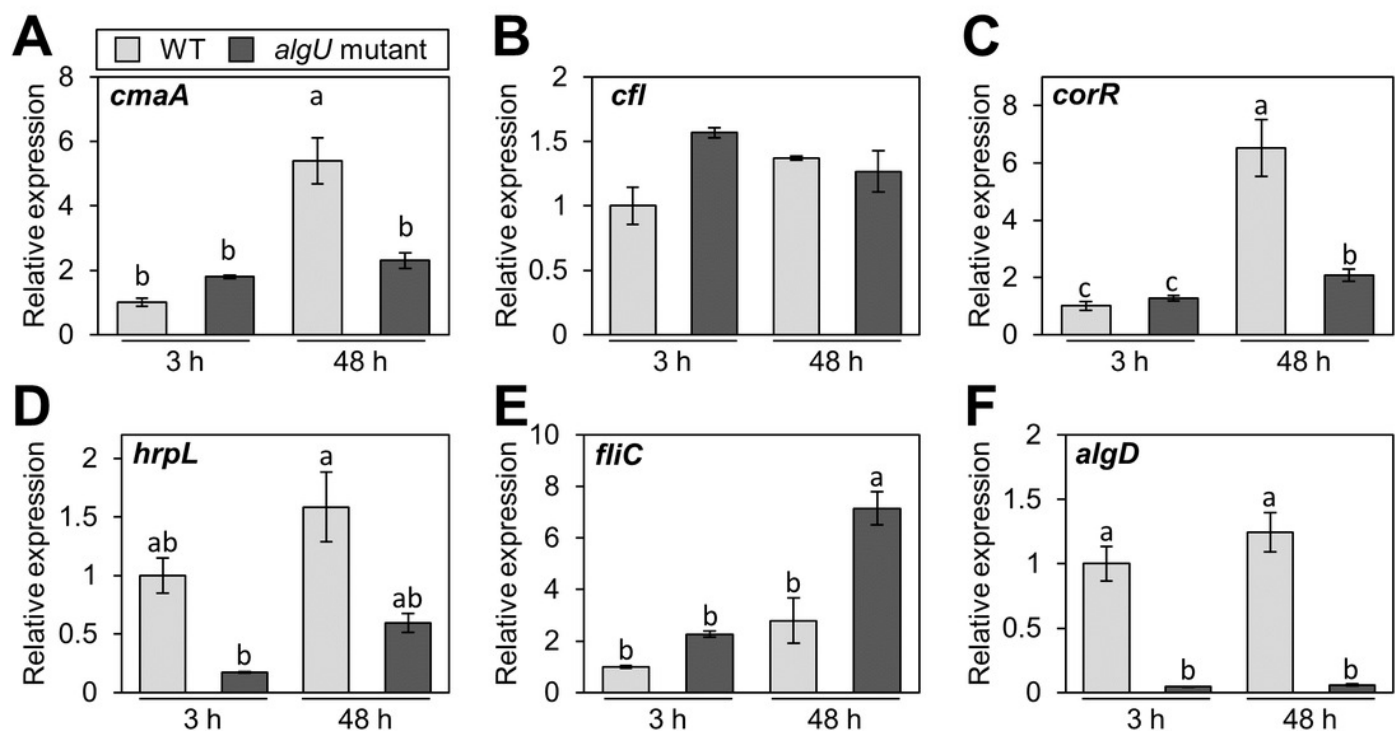 A
WT algU mutant
Relative expression
8
6
4
2
0
cmaA
b
b
a
b
3 h 48 h
B
Relative expression
2
1.5
1
0.5
0
cfl
3 h 48 h
C
Relative expression
8
6
4
2
0
corR
c
c
a
b
3 h 48 h
D
Relative expression
2
1.5
1
0.5
0
hrpL
ab
b
a
ab
3 h 48 h
E
Relative expression
10
8
6
4
2
0
fliC
b
b
b
a
3 h 48 h
F
Relative expression
2
1.5
1
0.5
0
algD
a
b
a
b
3 h 48 h